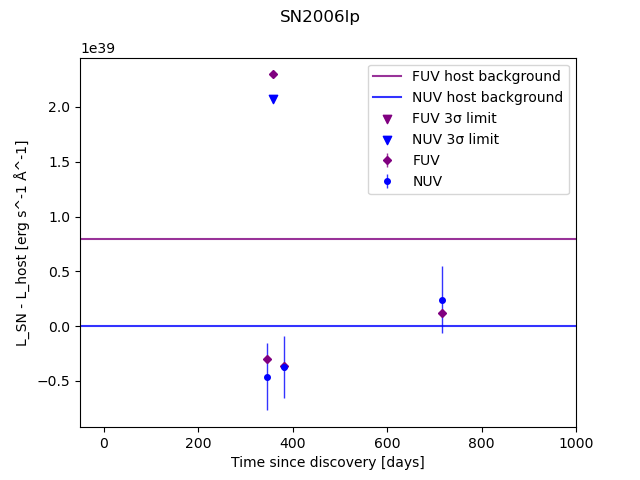 SN2006lp
1e39
FUV host background
NUV host background
FUV 3σ limit
NUV 3σ limit
FUV
NUV
L_SN - L_host [erg s^-1 Å^-1]
2.0
1.5
1.0
0.5
0.0
−0.5
0 200 400 600 800 1000
Time since discovery [days]